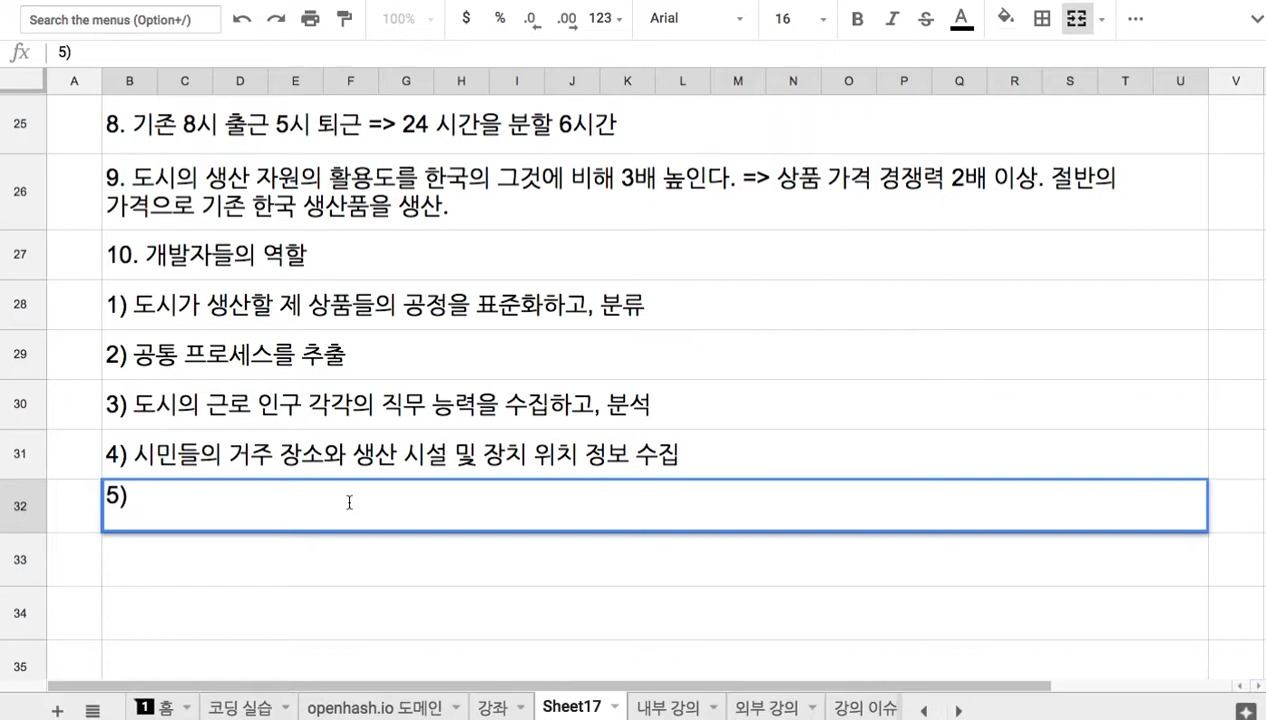 Search the menus (Option+/)
100%
$ % .0 .00 123
Arial
16
B I S A
fx 5)
A B C D E F G H I J K L M N O P Q R S T U V
25 8. 기존 8시 출근 5시 퇴근 => 24 시간을 분할 6시간
26 9. 도시의 생산 자원의 활용도를 한국의 그것에 비해 3배 높인다. => 상품 가격 경쟁력 2배 이상. 절반의
가격으로 기존 한국 생산품을 생산.
27 10. 개발자들의 역할
28 1) 도시가 생산할 제 상품들의 공정을 표준화하고, 분류
29 2) 공통 프로세스를 추출
30 3) 도시의 근로 인구 각각의 직무 능력을 수집하고, 분석
31 4) 시민들의 거주 장소와 생산 시설 및 장치 위치 정보 수집
32 5)
33
34
35
1 홈 코딩 실습 openhash.io 도메인 강좌 Sheet17 내부 강의 외부 강의 강의 이슈